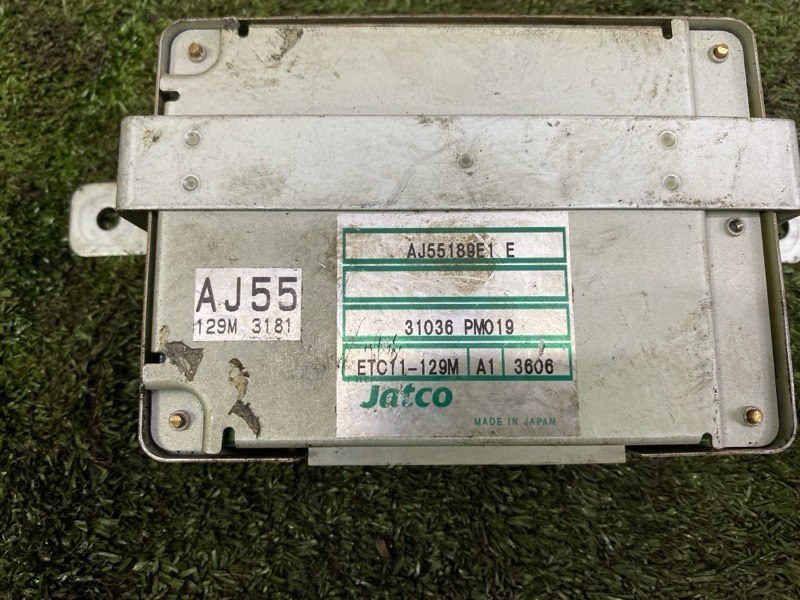 AJ55
129M 3181
AJ55189E1 E
31036 PM019
ETC11-129M A1 3606
Jatco
MADE IN JAPAN